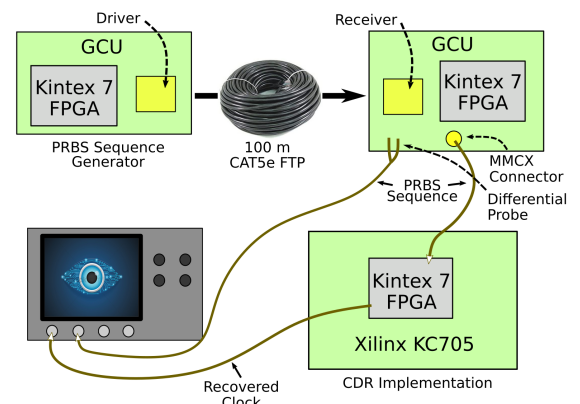 Driver
GCU
Kintex 7
FPGA
PRBS Sequence
Generator
100 m
CAT5e FTP
Receiver
GCU
Kintex 7
FPGA
MMCX
Connector
Differential
Probe
PRBS
Sequence
Kintex 7
FPGA
Xilinx KC705
CDR Implementation
Recovered
Clock